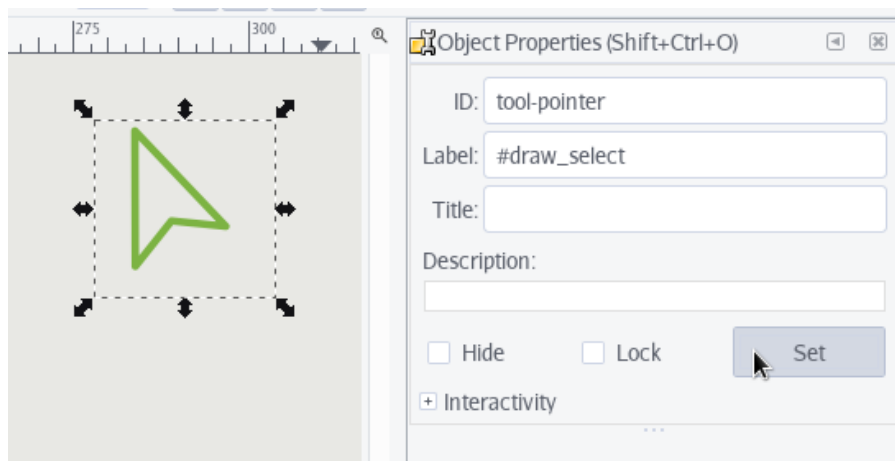 275 300
Object Properties (Shift+Ctrl+O)
ID: tool-pointer
Label: #draw_select
Title:
Description:
Hide Lock Set
Interactivity